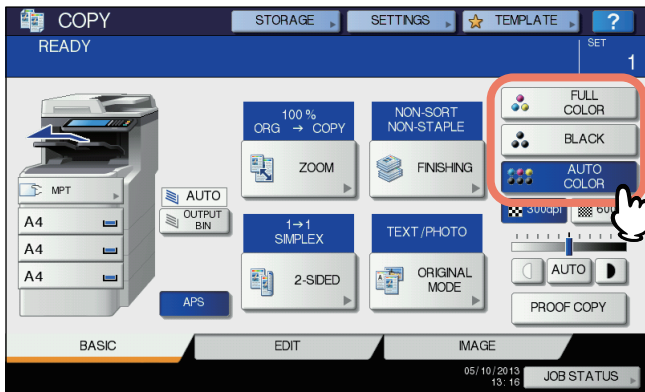 COPY
STORAGE
SETTINGS
TEMPLATE
?
READY
SET
1
100 %
ORG → COPY
ZOOM
NON-SORT
NON-STAPLE
FINISHING
FULL
COLOR
BLACK
AUTO
COLOR
MPT
A4
A4
A4
AUTO
OUTPUT
BIN
APS
1→1
SIMPLEX
2-SIDED
TEXT/PHOTO
ORIGINAL
MODE
300dpi
AUTO
PROOF COPY
BASIC
EDIT
IMAGE
05/10/2013
13:16
JOB STATUS